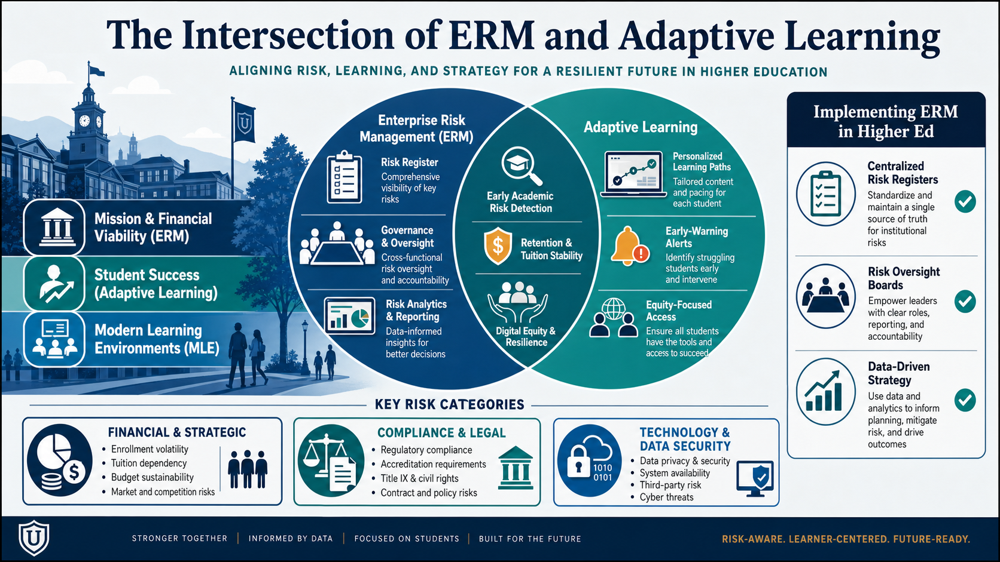 The Intersection of ERM and Adaptive Learning
ALIGNING RISK, LEARNING, AND STRATEGY FOR A RESILIENT FUTURE IN HIGHER EDUCATION
U
Mission & Financial
Viability (ERM)
Student Success
(Adaptive Learning)
Modern Learning
Environments (MLE)
Enterprise Risk
Management (ERM)
Risk Register
Comprehensive
visibility of key
risks
Governance
& Oversight
Cross-functional
risk oversight
and accountability
Risk Analytics
& Reporting
Data-informed
insights for
better decisions
Early Academic
Risk Detection
$
Retention &
Tuition Stability
Digital Equity &
Resilience
Adaptive Learning
Personalized
Learning Paths
Tailored content
and pacing for
each student
Early-Warning
Alerts
!
Identify struggling
students early
and intervene
Equity-Focused
Access
Ensure all students
have the tools and
access to succeed
Implementing ERM
in Higher Ed
Centralized
Risk Registers
Standardize and
maintain a single
source of truth
for institutional
risks
Risk Oversight
Boards
Empower leaders
with clear roles,
reporting, and
accountability
Data-Driven
Strategy
Use data and
analytics to inform
planning, mitigate
risk, and drive
outcomes
KEY RISK CATEGORIES
$
FINANCIAL & STRATEGIC
• Enrollment volatility
• Tuition dependency
• Budget sustainability
• Market and competition risks
COMPLIANCE & LEGAL
• Regulatory compliance
• Accreditation requirements
• Title IX & civil rights
• Contract and policy risks
1010
0101
TECHNOLOGY &
DATA SECURITY
• Data privacy & security
• System availability
• Third-party risk
• Cyber threats
U
STRONGER TOGETHER | INFORMED BY DATA | FOCUSED ON STUDENTS | BUILT FOR THE FUTURE
RISK-AWARE. LEARNER-CENTERED. FUTURE-READY.